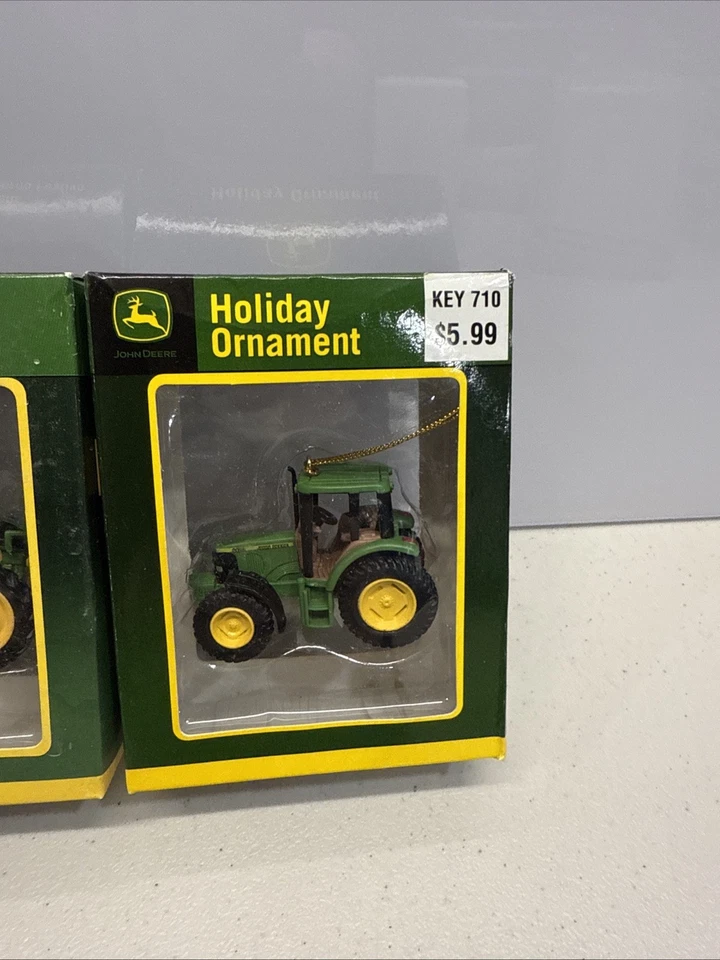 JOHN DEERE
Holiday
Ornament
KEY 710
$5.99